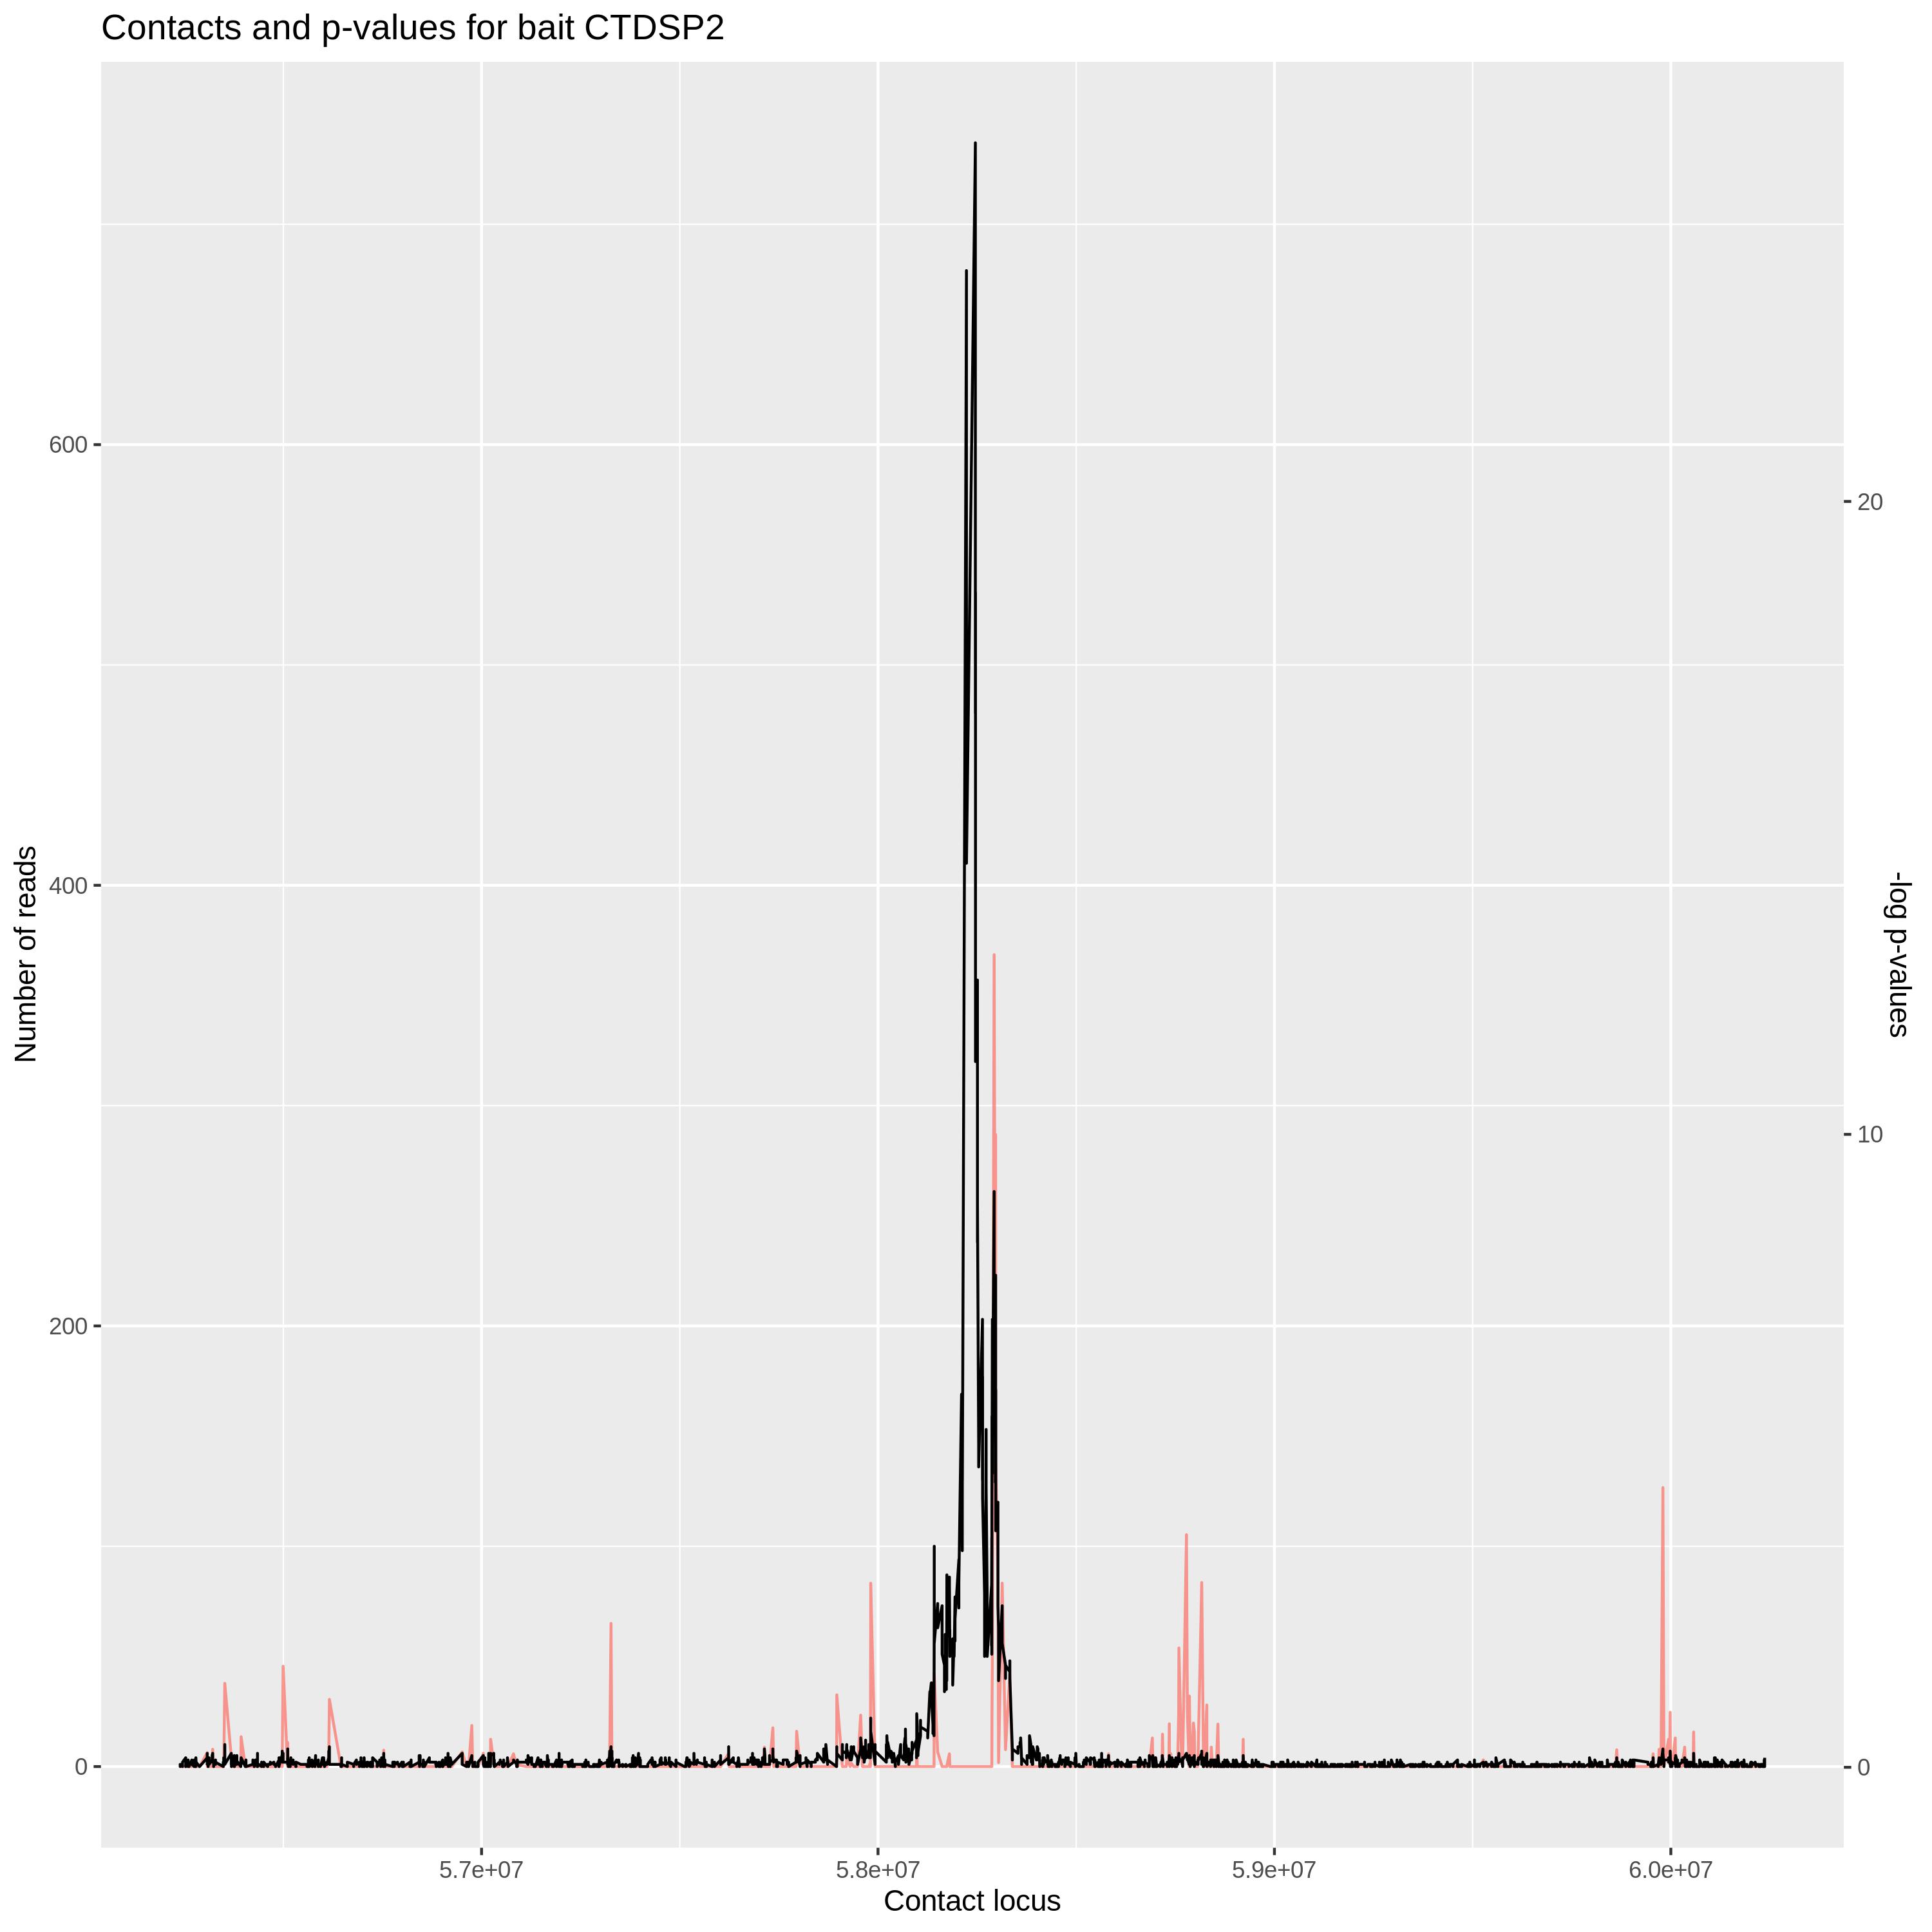 Contacts and p-values for bait CTDSP2
Number of reads
600
400
200
0
20
10
0
-log p-values
5.7e+07
5.8e+07
5.9e+07
6.0e+07
Contact locus